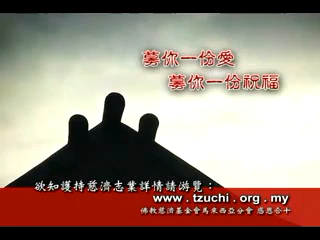 募你一份愛
募你一份祝福
欲知護持慈濟志業詳情請游覽：
www.tzuchi.org.my
佛教慈濟基金會馬來西亞分會 感恩合十